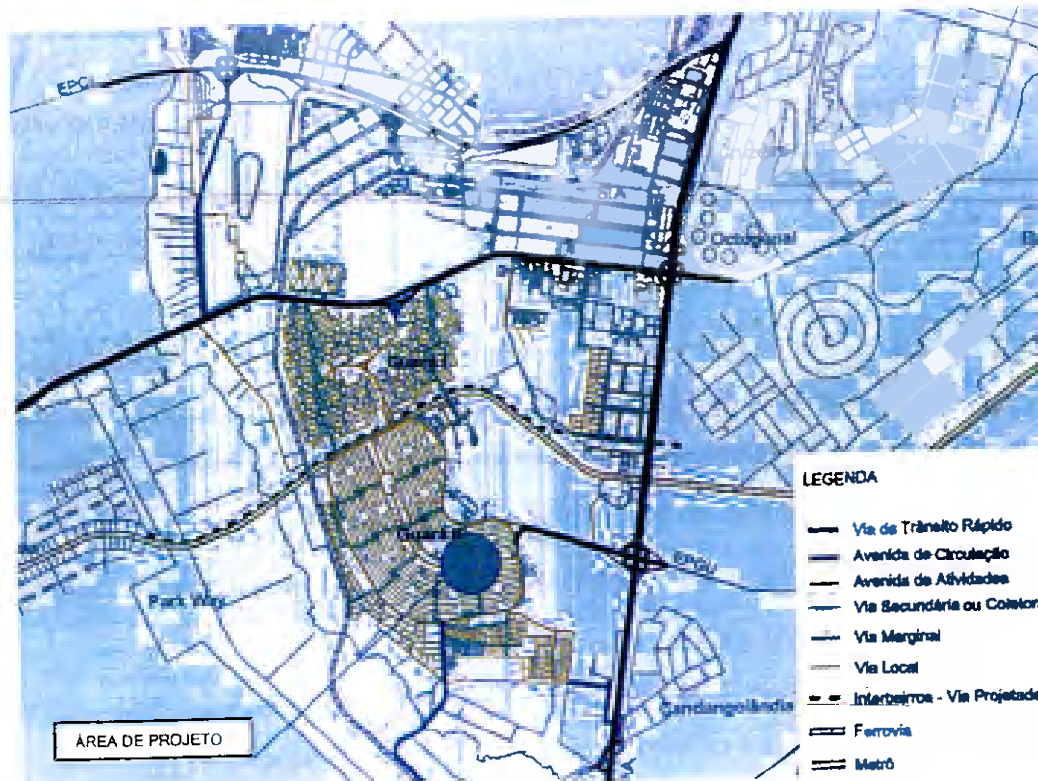 EPC
SIA
Octogonal
Guará I
Guará II
EPGU
Park Way
Candangolândia
ÁREA DE PROJETO
LEGENDA
Via de Trânsito Rápido
Avenida de Circulação
Avenida de Atividades
Via Secundária ou Coletora
Via Marginal
Via Local
Interbairros - Via Projetada
Ferrovia
Metrô